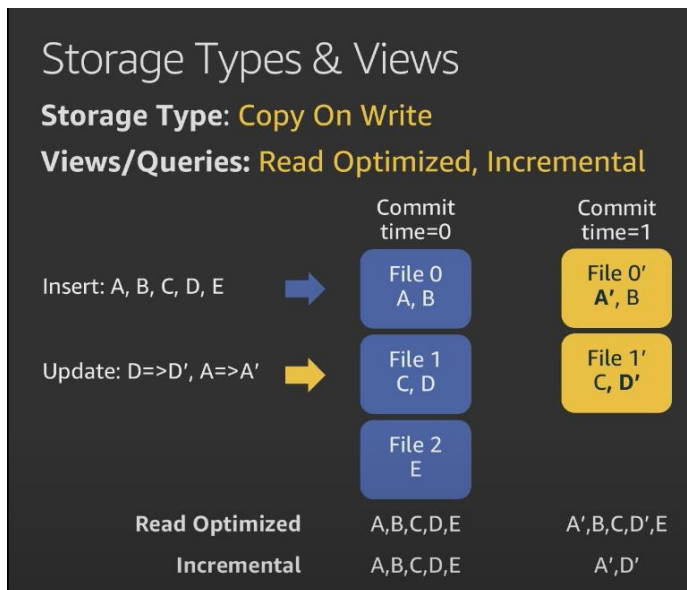 Storage Types & Views
Storage Type: Copy On Write
Views/Queries: Read Optimized, Incremental
Commit
time=0
Commit
time=1
Insert: A, B, C, D, E
File 0
A, B
File 0′
A′, B
Update: D=>D′, A=>A′
File 1
C, D
File 1′
C, D′
File 2
E
Read Optimized A,B,C,D,E A′,B,C,D′,E
Incremental A,B,C,D,E A′,D′